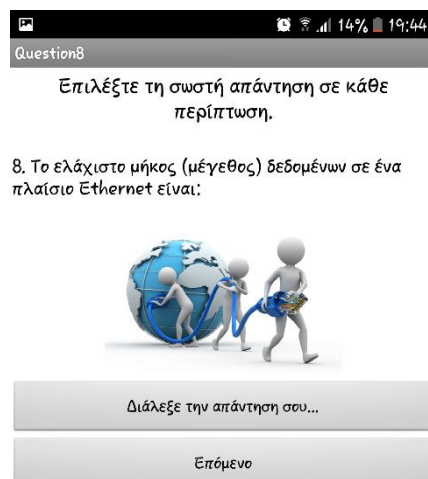 14% 19:44
Question8
Επιλέξτε τη σωστή απάντηση σε κάθε
περίπτωση.
8. Το ελάχιστο μήκος (μέγεθος) δεδομένων σε ένα
πλαίσιο Ethernet είναι:
Διάλεξε την απάντηση σου...
Επόμενο